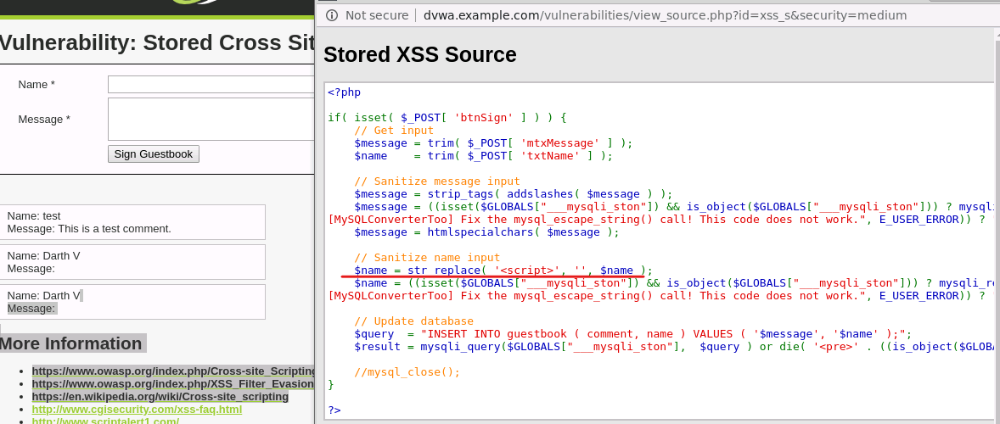 Vulnerability: Stored Cross Sit
Name *
Message *
Sign Guestbook
Name: test
Message: This is a test comment.
Name: Darth V
Message:
Name: Darth V
Message:
More Information
https://www.owasp.org/index.php/Cross-site_Scripting
https://www.owasp.org/index.php/XSS_Filter_Evasion
https://en.wikipedia.org/wiki/Cross-site_scripting
http://www.cgisecurity.com/xss-faq.html
http://www.scriptalert1.com/
Not secure | dvwa.example.com/vulnerabilities/view_source.php?id=xss_s&security=medium
Stored XSS Source
<?php
if( isset( $_POST[ 'btnSign' ] ) ) {
// Get input
$message = trim( $_POST[ 'mtxMessage' ] );
$name    = trim( $_POST[ 'txtName' ] );
// Sanitize message input
$message = strip_tags( addslashes( $message ) );
$message = ((isset($GLOBALS["___mysqli_ston"]) && is_object($GLOBALS["___mysqli_ston"])) ? mysqli
[MySQLConverterToo] Fix the mysql_escape_string() call! This code does not work.", E_USER_ERROR)) ? "
$message = htmlspecialchars( $message );
// Sanitize name input
$name = str_replace( '<script>', '', $name );
$name = ((isset($GLOBALS["___mysqli_ston"]) && is_object($GLOBALS["___mysqli_ston"])) ? mysqli_re
[MySQLConverterToo] Fix the mysql_escape_string() call! This code does not work.", E_USER_ERROR)) ? "
// Update database
$query  = "INSERT INTO guestbook ( comment, name ) VALUES ( '$message', '$name' );";
$result = mysqli_query($GLOBALS["___mysqli_ston"],  $query ) or die( '<pre>' . ((is_object($GLOBA
//mysql_close();
}
?>